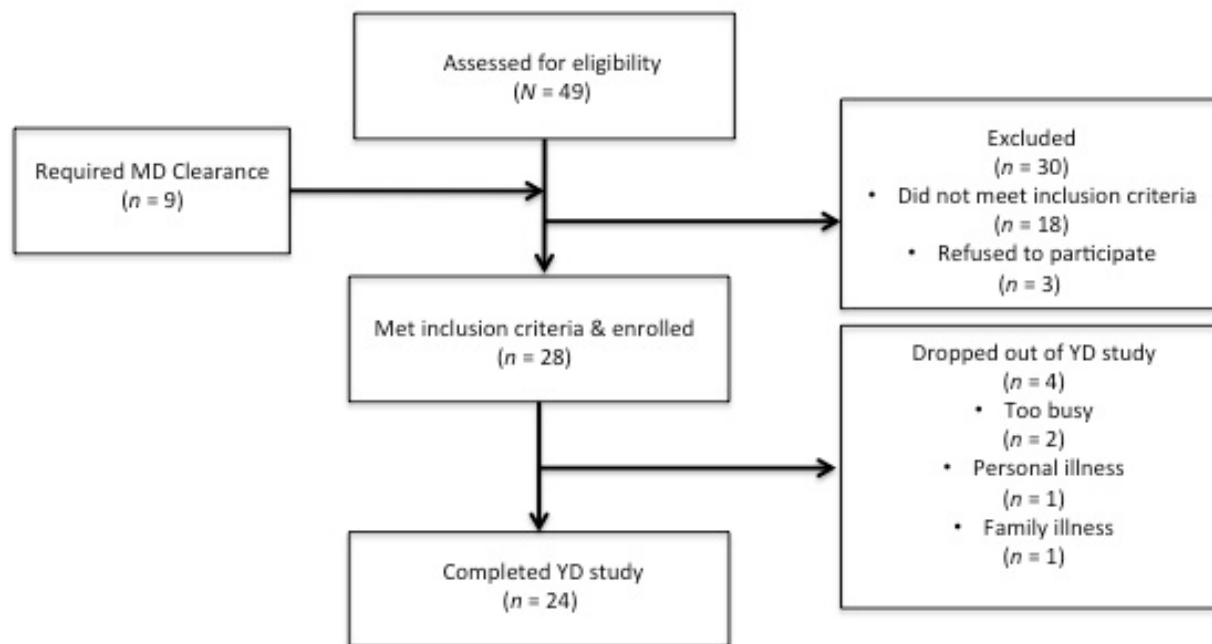 Assessed for eligibility
(N = 49)
Required MD Clearance
(n = 9)
Excluded
(n = 30)
• Did not meet inclusion criteria
(n = 18)
• Refused to participate
(n = 3)
Met inclusion criteria & enrolled
(n = 28)
Dropped out of YD study
(n = 4)
• Too busy
(n = 2)
• Personal illness
(n = 1)
• Family illness
(n = 1)
Completed YD study
(n = 24)